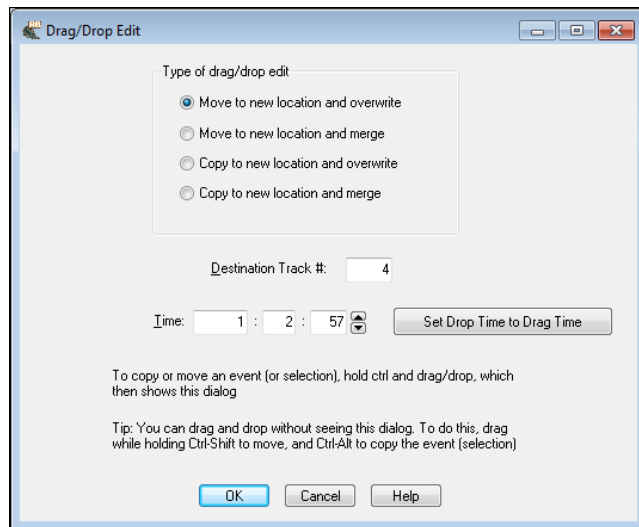 Drag/Drop Edit
Type of drag/drop edit
Move to new location and overwrite
Move to new location and merge
Copy to new location and overwrite
Copy to new location and merge
Destination Track #: 4
Time: 1 : 2 : 57 Set Drop Time to Drag Time
To copy or move an event (or selection), hold ctrl and drag/drop, which
then shows this dialog
Tip: You can drag and drop without seeing this dialog. To do this, drag
while holding Ctrl-Shift to move, and Ctrl-Alt to copy the event (selection)
OK Cancel Help